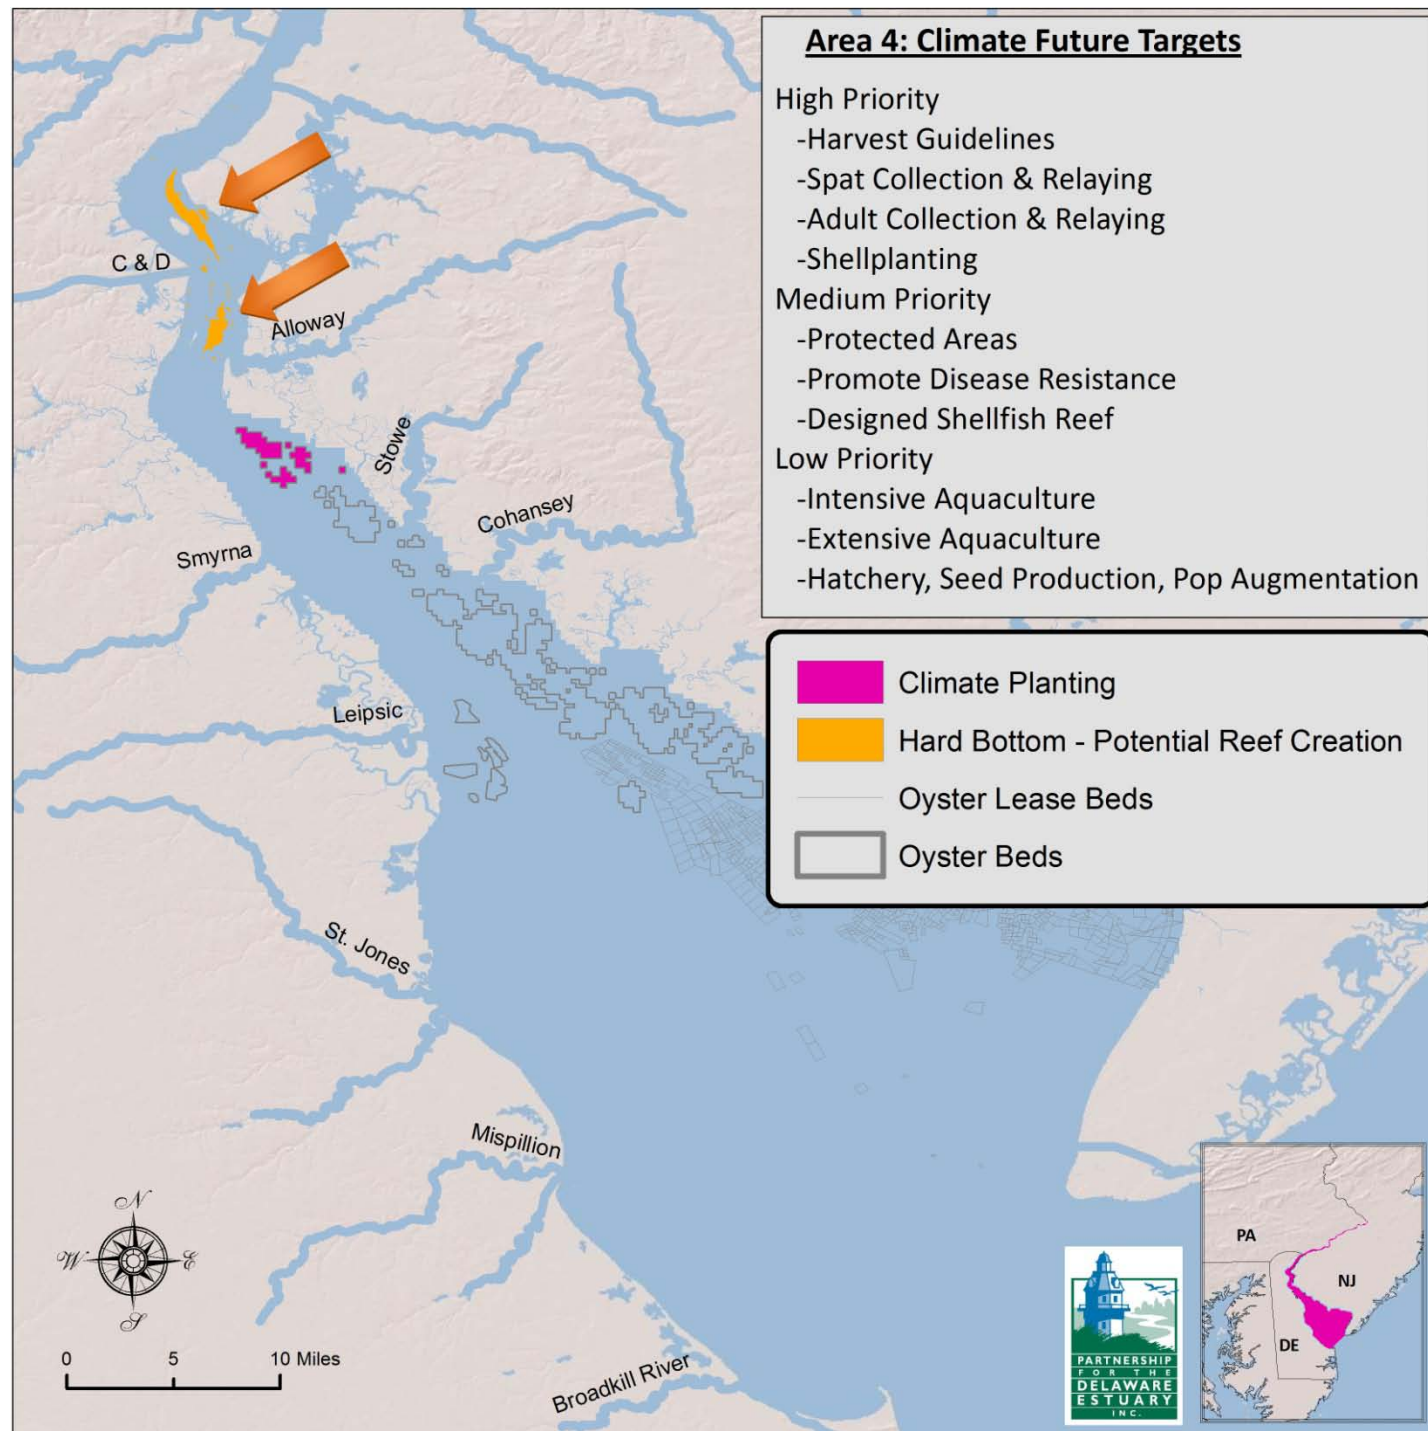 Area 4: Climate Future Targets
High Priority
-Harvest Guidelines
-Spat Collection & Relaying
-Adult Collection & Relaying
-Shellplanting
Medium Priority
-Protected Areas
-Promote Disease Resistance
-Designed Shellfish Reef
Low Priority
-Intensive Aquaculture
-Extensive Aquaculture
-Hatchery, Seed Production, Pop Augmentation
Climate Planting
Hard Bottom - Potential Reef Creation
Oyster Lease Beds
Oyster Beds
C & D
Alloway
Stowe
Cohansey
Smyrna
Leipsic
St. Jones
Mispillion
Broadkill River
N
W
E
S
0 5 10 Miles
PARTNERSHIP
FOR THE
DELAWARE
ESTUARY
INC.
PA
NJ
DE